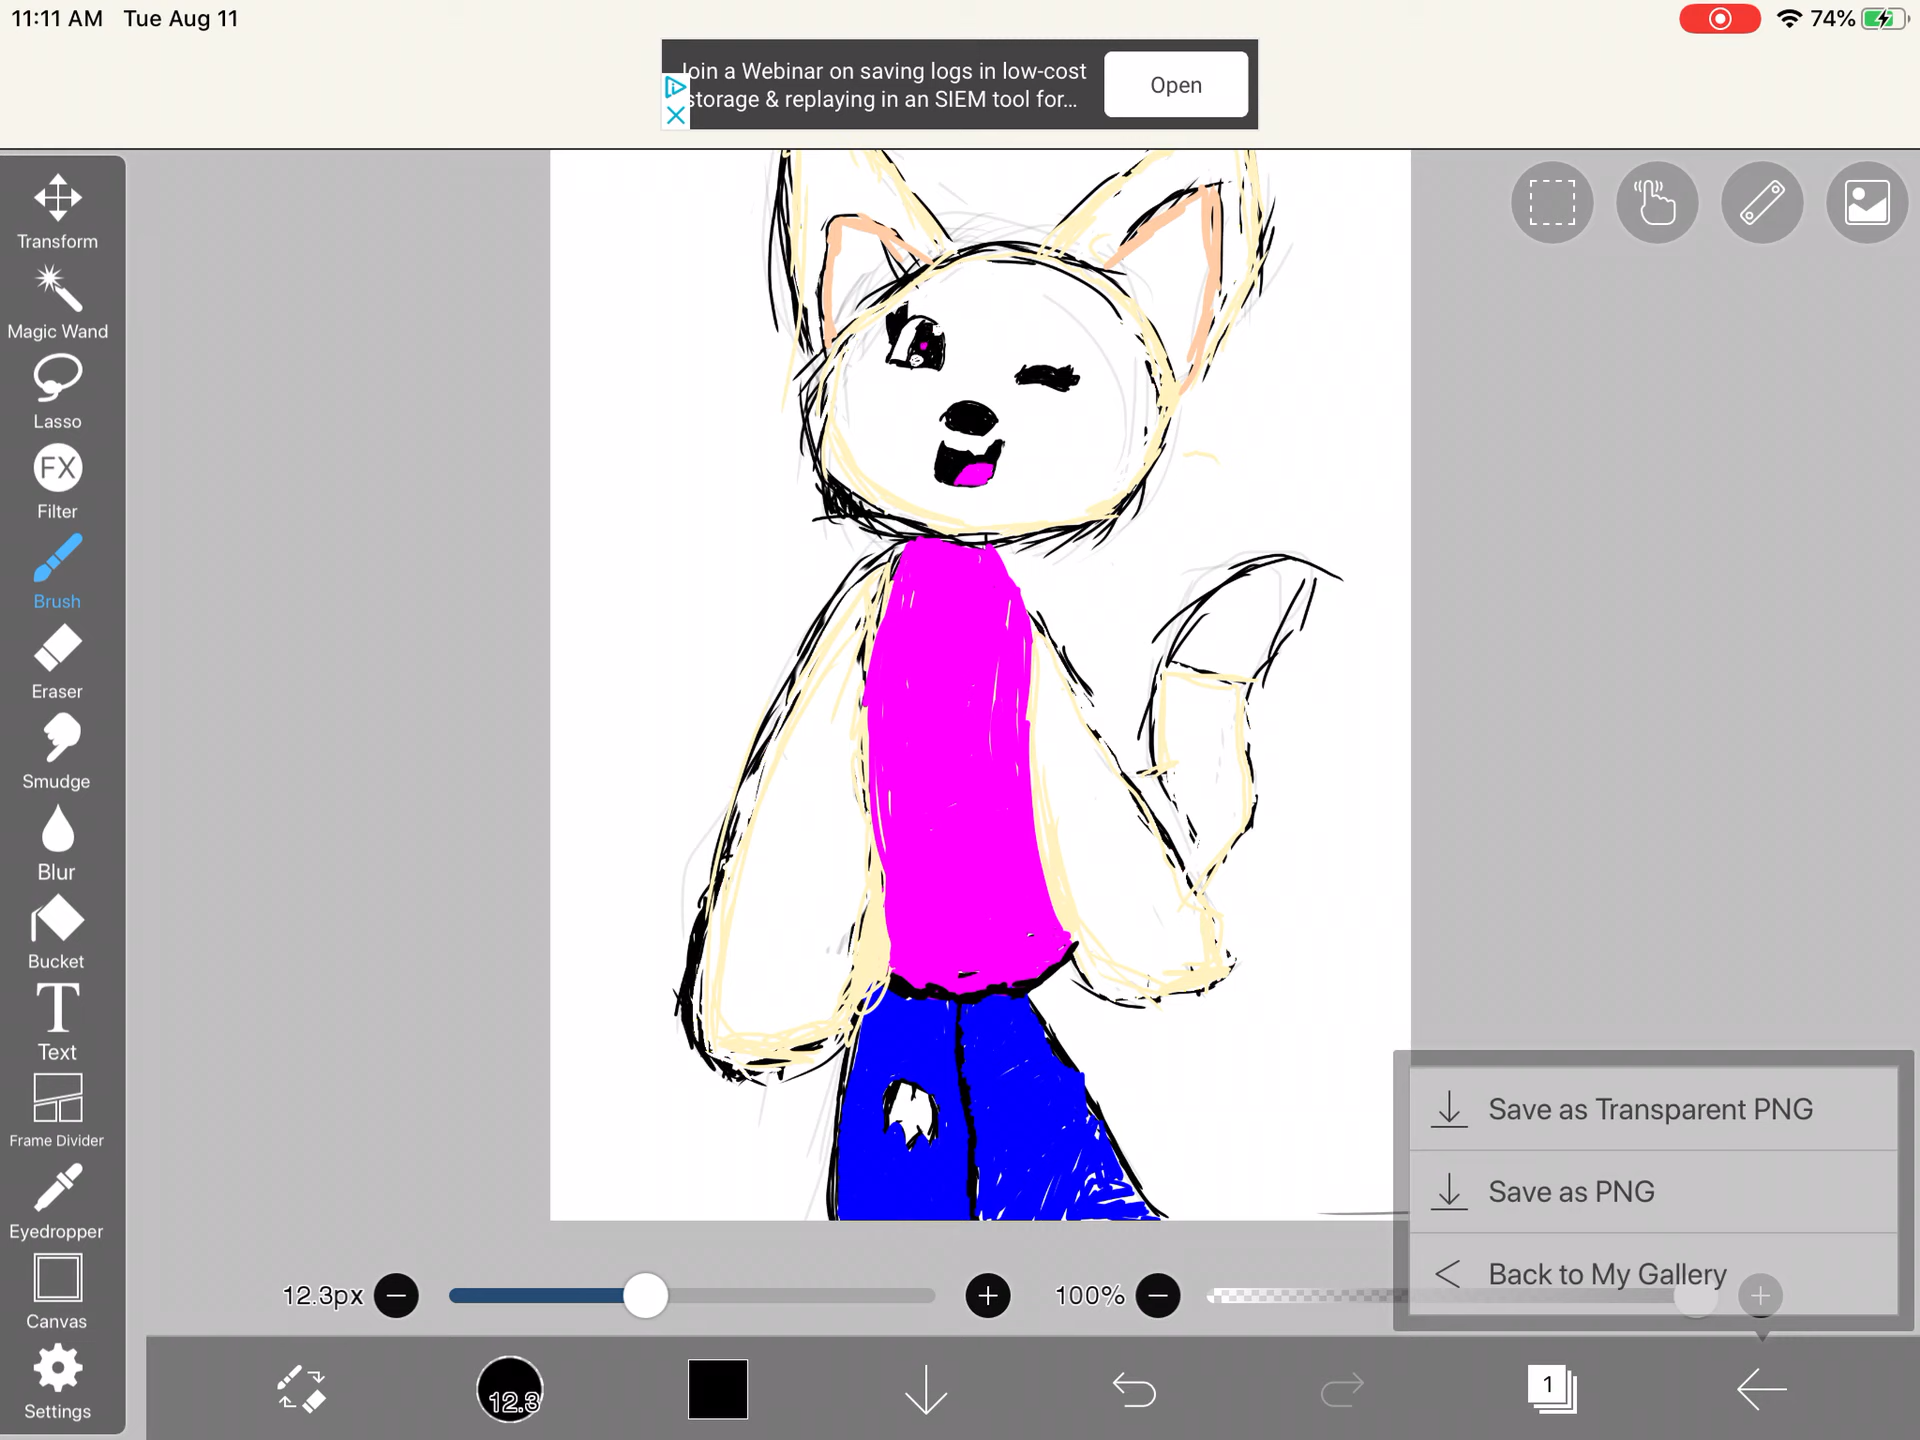 11:11 AM Tue Aug 11
74%
Join a Webinar on saving logs in low-cost
storage & replaying in an SIEM tool for...
Open
Transform
Magic Wand
Lasso
FX
Filter
Brush
Eraser
Smudge
Blur
Bucket
T
Text
Frame Divider
Eyedropper
Canvas
Settings
Save as Transparent PNG
Save as PNG
Back to My Gallery
12.3px
100%
12.3
1